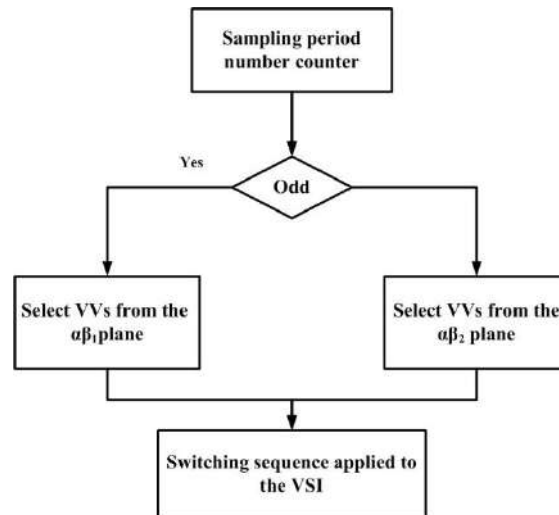 Sampling period
number counter
Yes
Odd
Select VVs from the
αβ₁plane
Select VVs from the
αβ₂ plane
Switching sequence applied to
the VSI